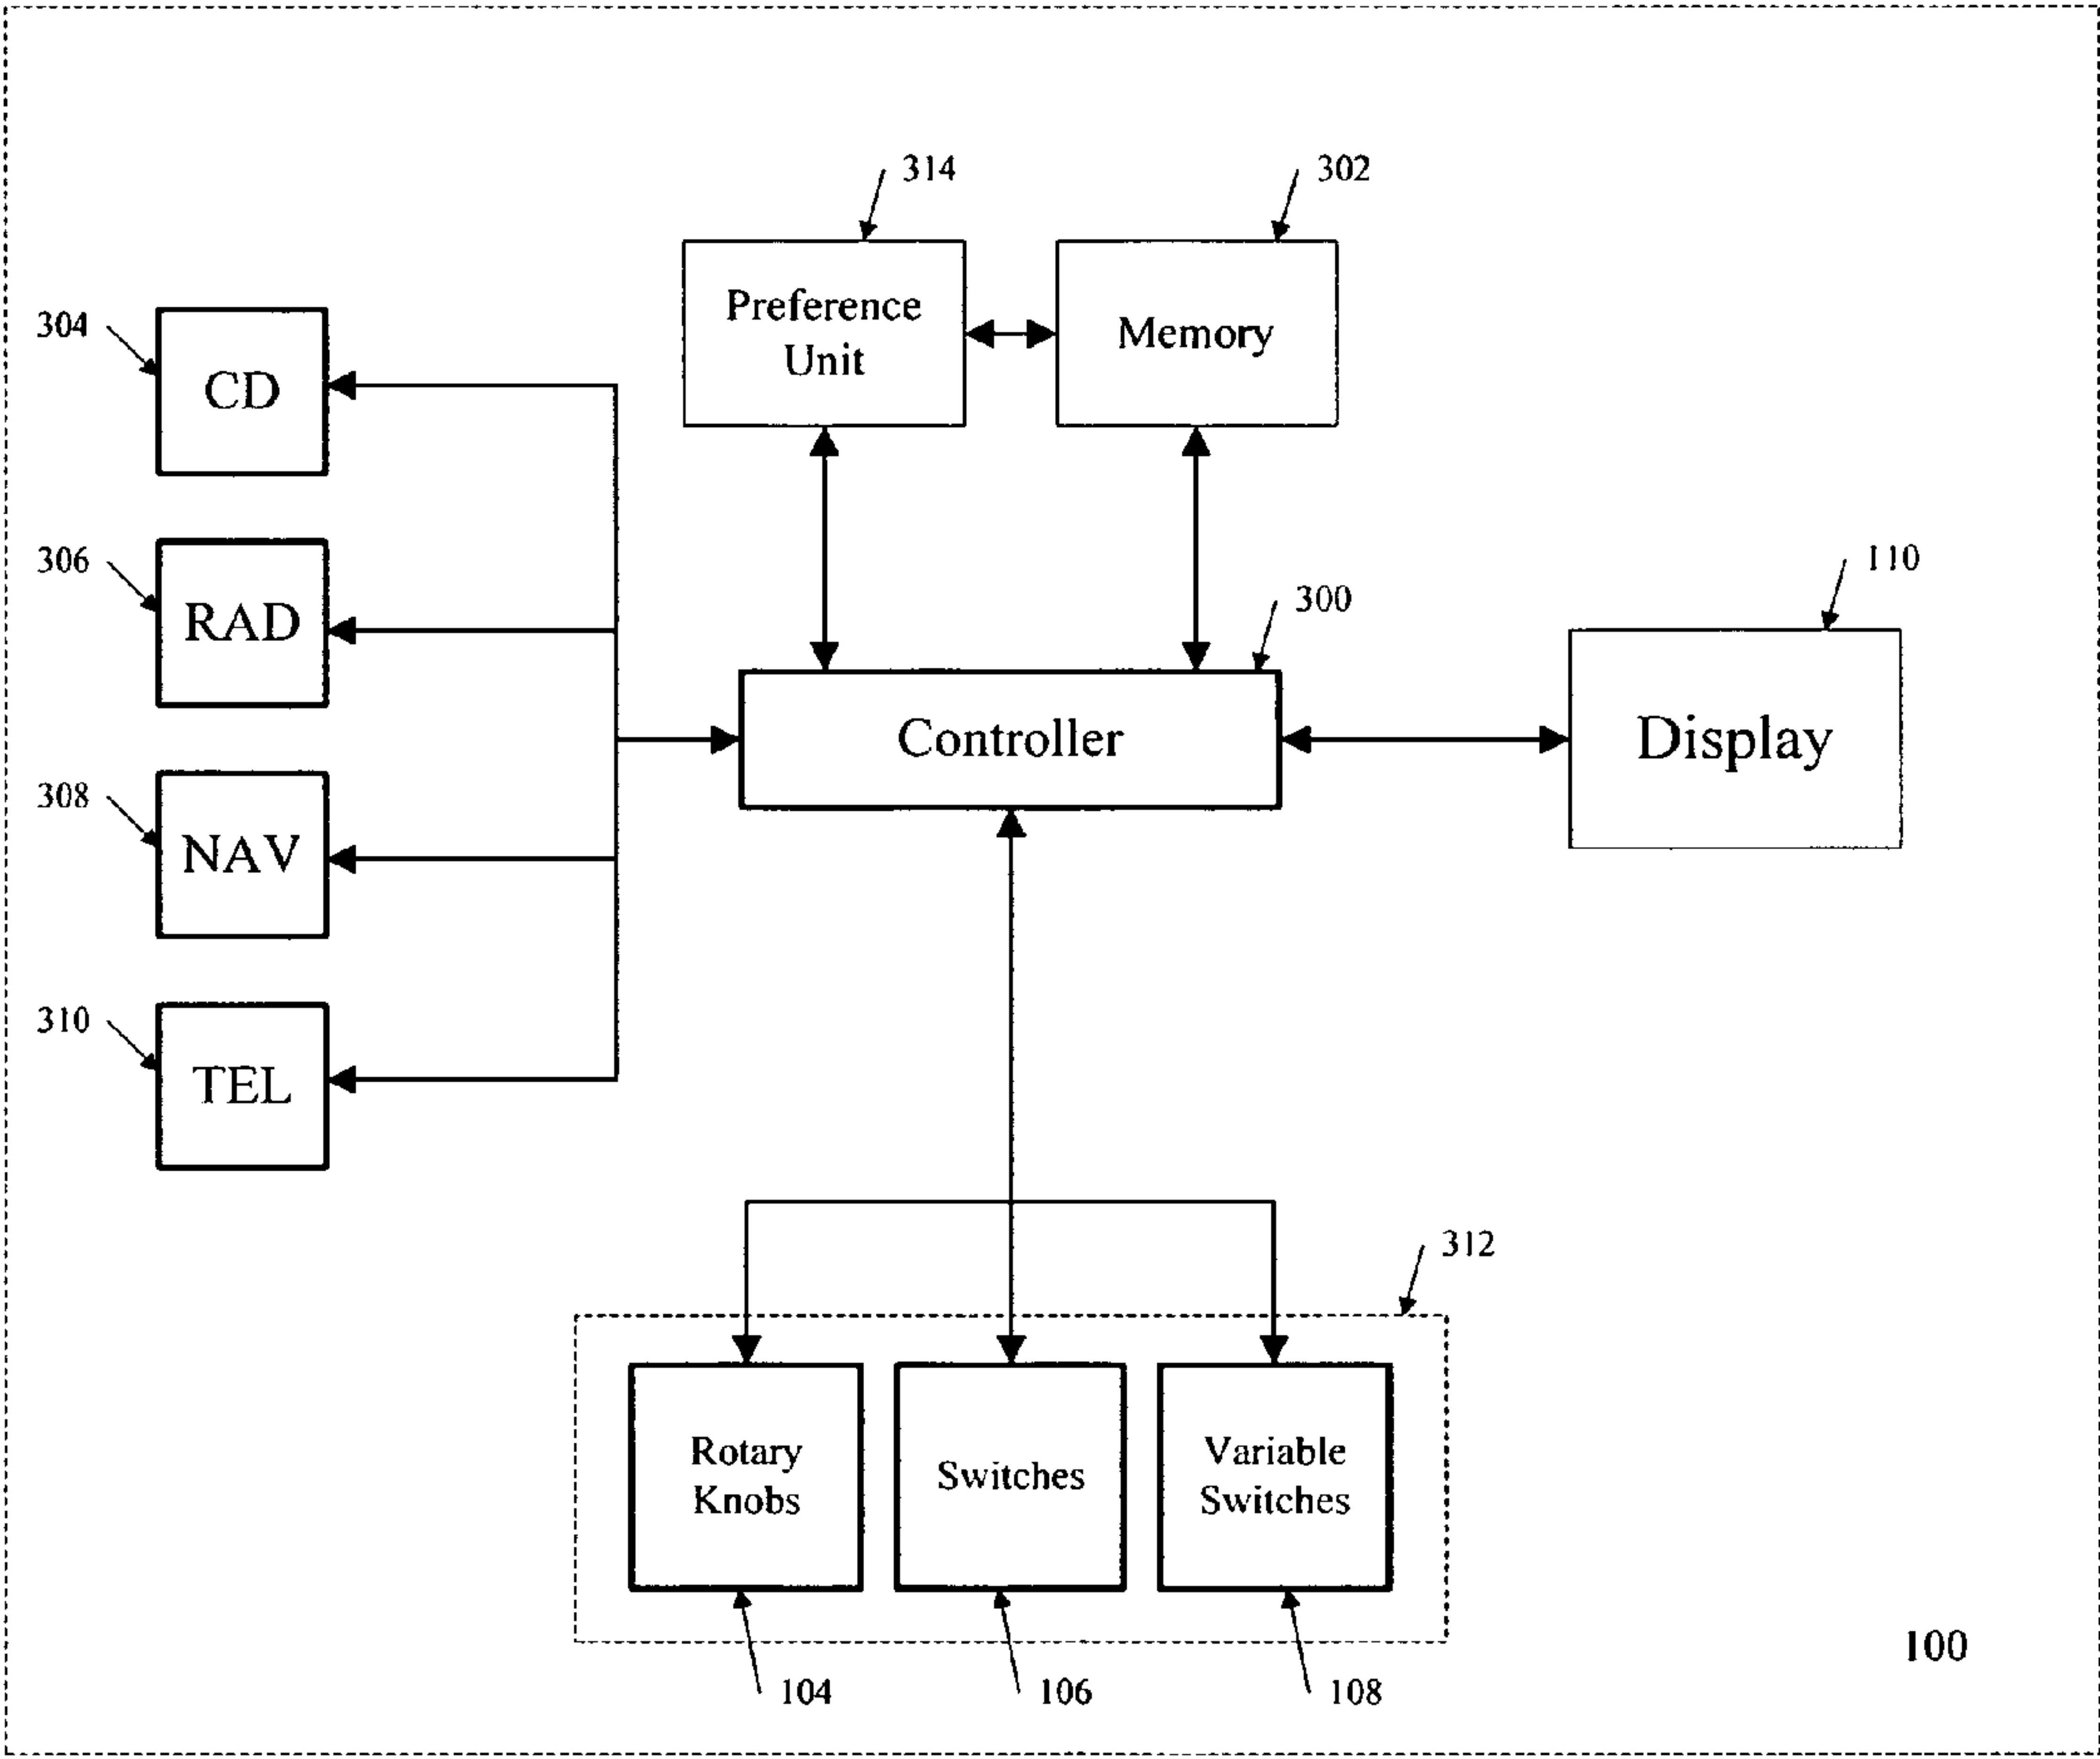 314
302
Preference
Unit
Memory
304
CD
306
RAD
110
300
Controller
Display
308
NAV
310
TEL
312
Rotary
Knobs
Switches
Variable
Switches
100
104
106
108